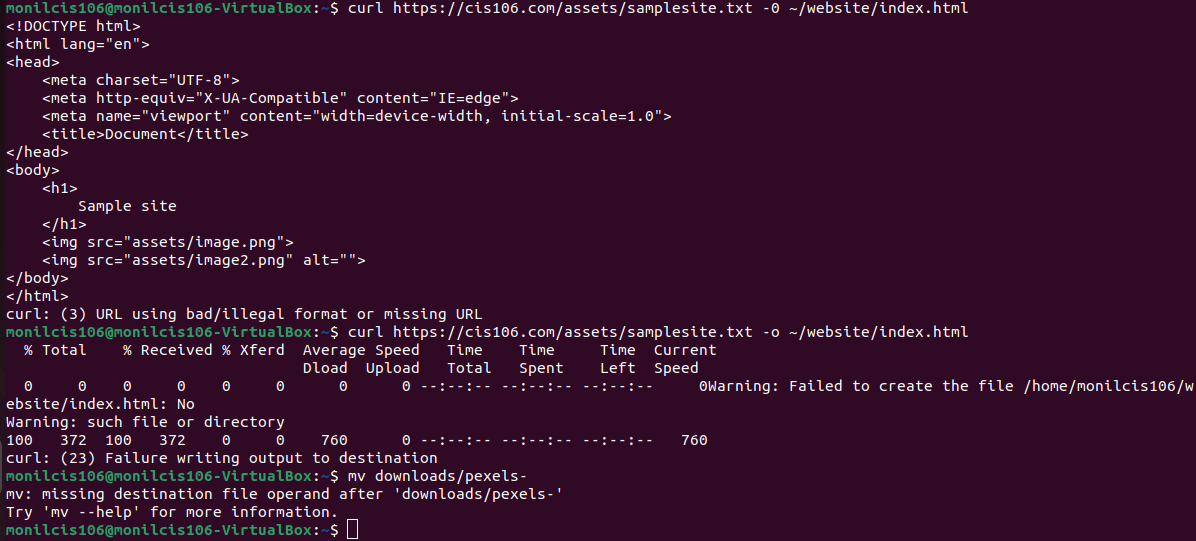 monilcis106@monilcis106-VirtualBox:~$ curl https://cis106.com/assets/samplesite.txt -0 ~/website/index.html
<!DOCTYPE html>
<html lang="en">
<head>
    <meta charset="UTF-8">
    <meta http-equiv="X-UA-Compatible" content="IE=edge">
    <meta name="viewport" content="width=device-width, initial-scale=1.0">
    <title>Document</title>
</head>
<body>
    <h1>
        Sample site
    </h1>
    <img src="assets/image.png">
    <img src="assets/image2.png" alt="">
</body>
</html>
curl: (3) URL using bad/illegal format or missing URL
monilcis106@monilcis106-VirtualBox:~$ curl https://cis106.com/assets/samplesite.txt -o ~/website/index.html
  % Total    % Received % Xferd  Average Speed   Time    Time     Time  Current
                                 Dload  Upload   Total   Spent    Left  Speed
  0     0    0     0    0     0      0      0 --:--:-- --:--:-- --:--:--     0Warning: Failed to create the file /home/monilcis106/w
ebsite/index.html: No
Warning: such file or directory
100   372  100   372    0     0    760      0 --:--:-- --:--:-- --:--:--   760
curl: (23) Failure writing output to destination
monilcis106@monilcis106-VirtualBox:~$ mv downloads/pexels-
mv: missing destination file operand after 'downloads/pexels-'
Try 'mv --help' for more information.
monilcis106@monilcis106-VirtualBox:~$